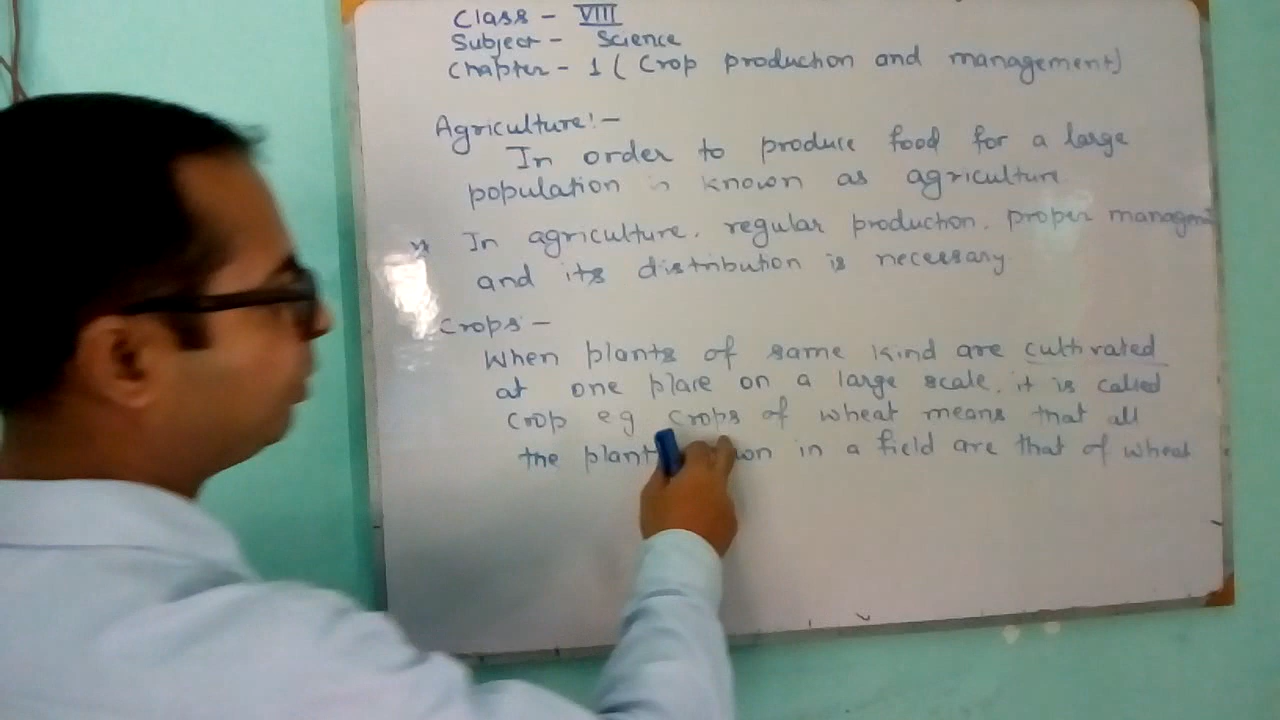 Class - VIII
Subject - Science
Chapter - 1 ( Crop production and management)
Agriculture:-
In order to produce food for a large
population is known as agriculture
* In agriculture, regular production, proper managment
and its distribution is necessary.
Crops:-
When plants of same kind are cultivated
at one place on a large scale, it is called
crop eg crops of wheat means that all
the plant in a field are that of wheat